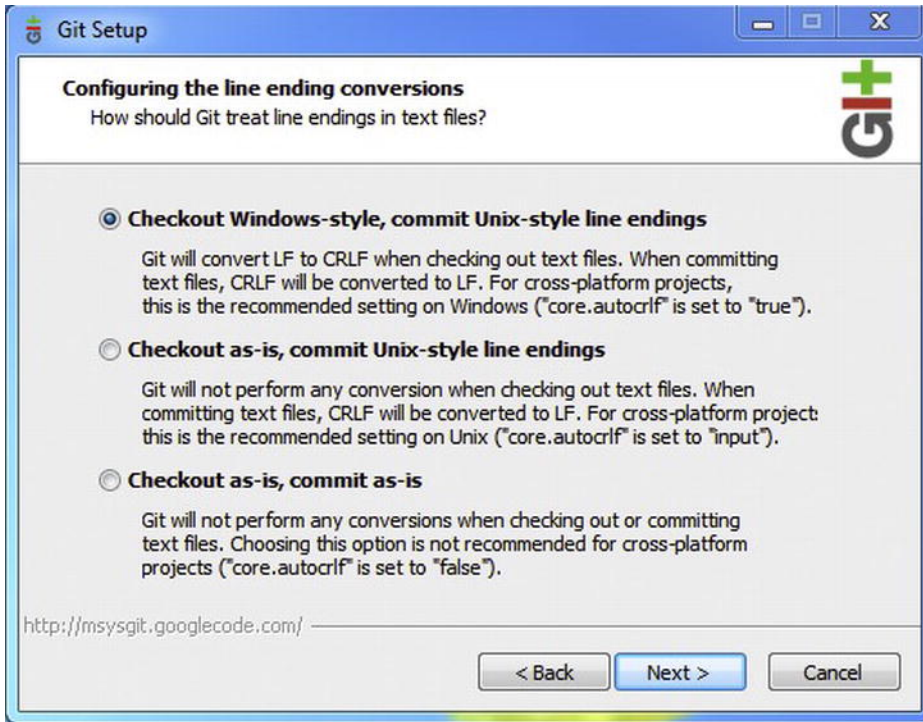 Git Setup
Configuring the line ending conversions
How should Git treat line endings in text files?
Git
Checkout Windows-style, commit Unix-style line endings
Git will convert LF to CRLF when checking out text files. When committing
text files, CRLF will be converted to LF. For cross-platform projects,
this is the recommended setting on Windows ("core.autocrlf" is set to "true").
Checkout as-is, commit Unix-style line endings
Git will not perform any conversion when checking out text files. When
committing text files, CRLF will be converted to LF. For cross-platform project
this is the recommended setting on Unix ("core.autocrlf" is set to "input").
Checkout as-is, commit as-is
Git will not perform any conversions when checking out or committing
text files. Choosing this option is not recommended for cross-platform
projects ("core.autocrlf" is set to "false").
http://msysgit.googlecode.com/
< Back Next > Cancel